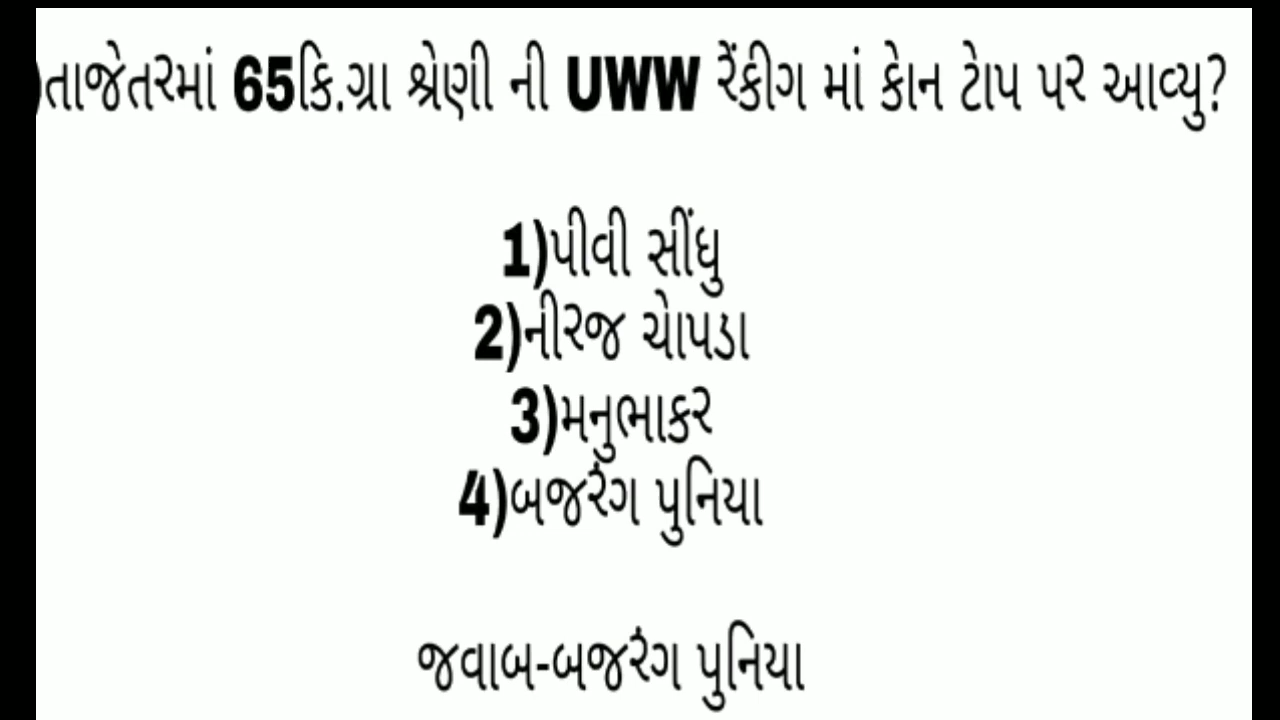 )તાજેતરમાં 65કિ.ગ્રા શ્રેણી ની UWW રેંકીગ માં કોન ટોપ પર આવ્યુ?
1)પીવી સીંધુ
2)નીરજ ચોપડા
3)મનુભાકર
4)બજરંગ પુનિયા
જવાબ-બજરંગ પુનિયા